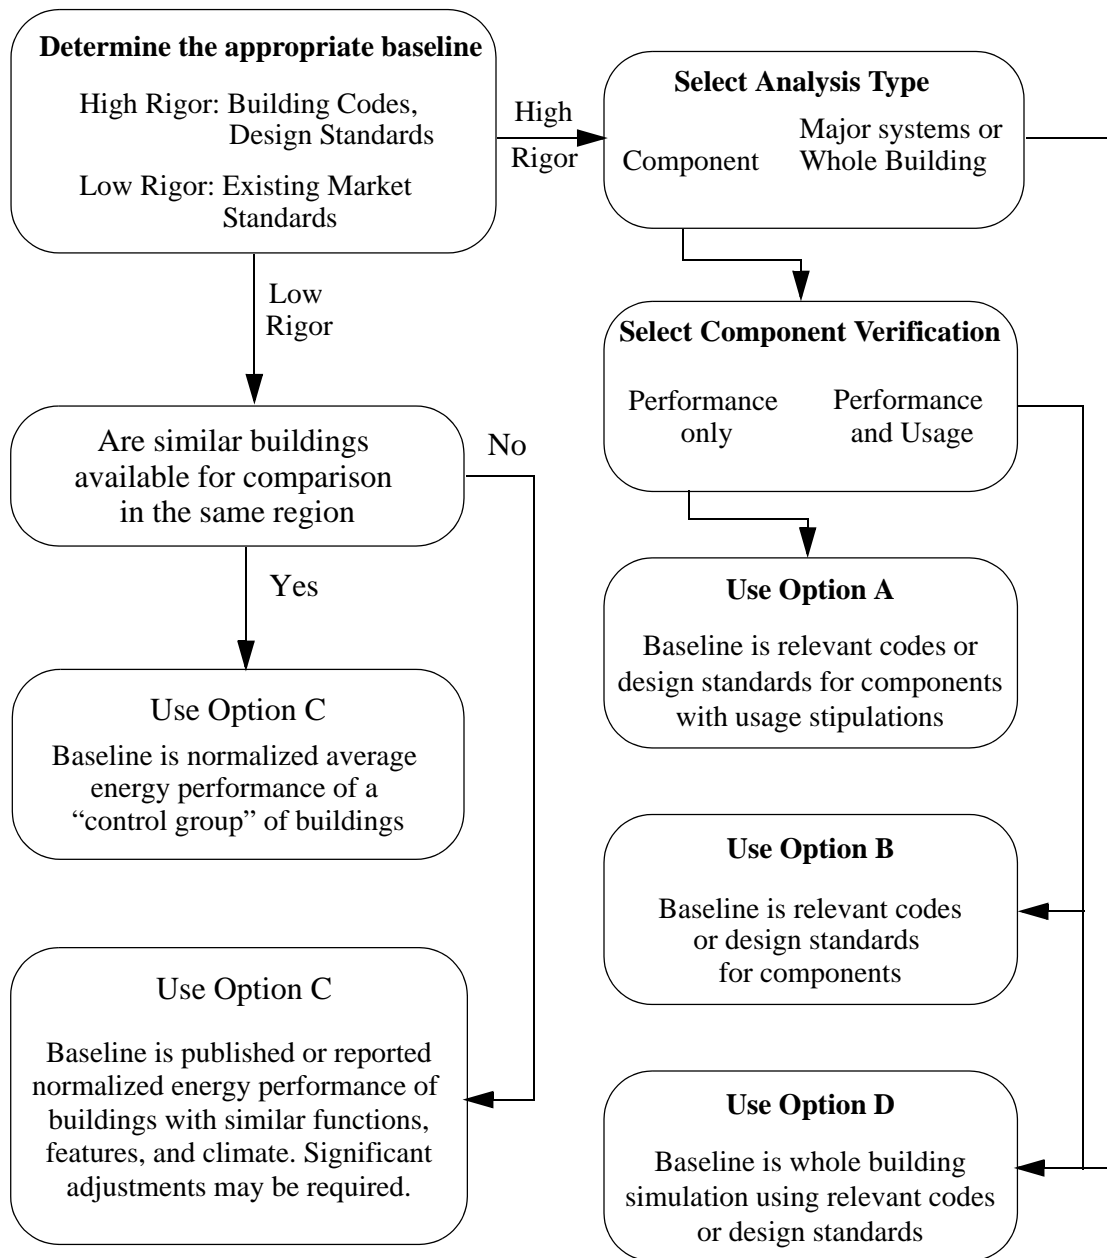 Determine the appropriate baseline
High Rigor: Building Codes,
Design Standards
Low Rigor: Existing Market
Standards
High
Rigor
Select Analysis Type
Component
Major systems or
Whole Building
Low
Rigor
Select Component Verification
Performance
only
Performance
and Usage
Are similar buildings
available for comparison
in the same region
No
Yes
Use Option A
Baseline is relevant codes or
design standards for components
with usage stipulations
Use Option C
Baseline is normalized average
energy performance of a
“control group” of buildings
Use Option B
Baseline is relevant codes
or design standards
for components
Use Option C
Baseline is published or reported
normalized energy performance of
buildings with similar functions,
features, and climate. Significant
adjustments may be required.
Use Option D
Baseline is whole building
simulation using relevant codes
or design standards